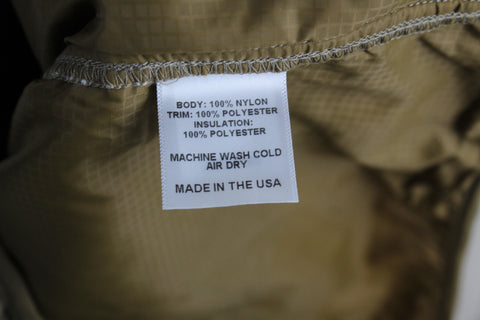 BODY: 100% NYLON
TRIM: 100% POLYESTER
INSULATION:
100% POLYESTER
MACHINE WASH COLD
AIR DRY
MADE IN THE USA